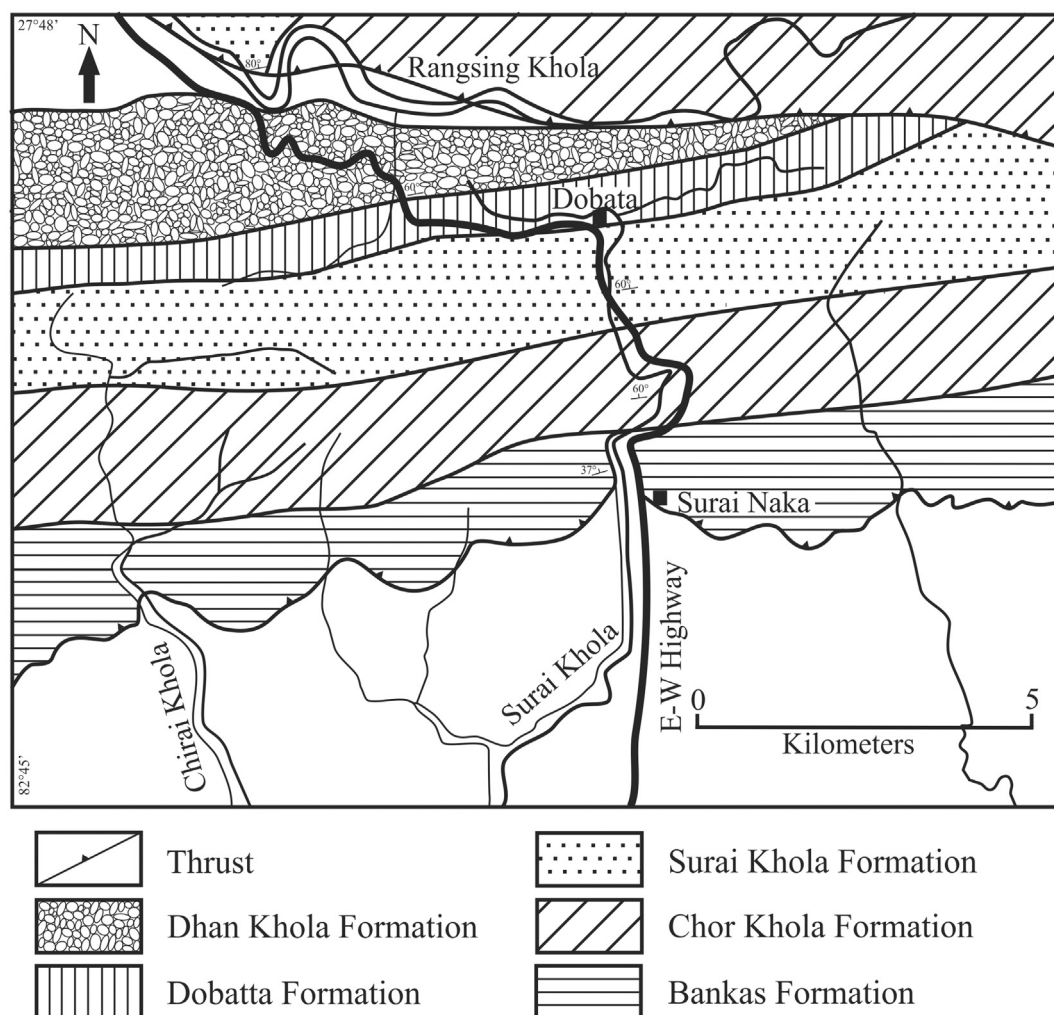 27°48'
N
80°
Rangsing Khola
60°
Dobata
60°
60°
37°
Surai Naka
Chirai Khola
Surai Khola
E-W Highway
0 5
Kilometers
82°45'
Thrust
Surai Khola Formation
Dhan Khola Formation
Chor Khola Formation
Dobatta Formation
Bankas Formation